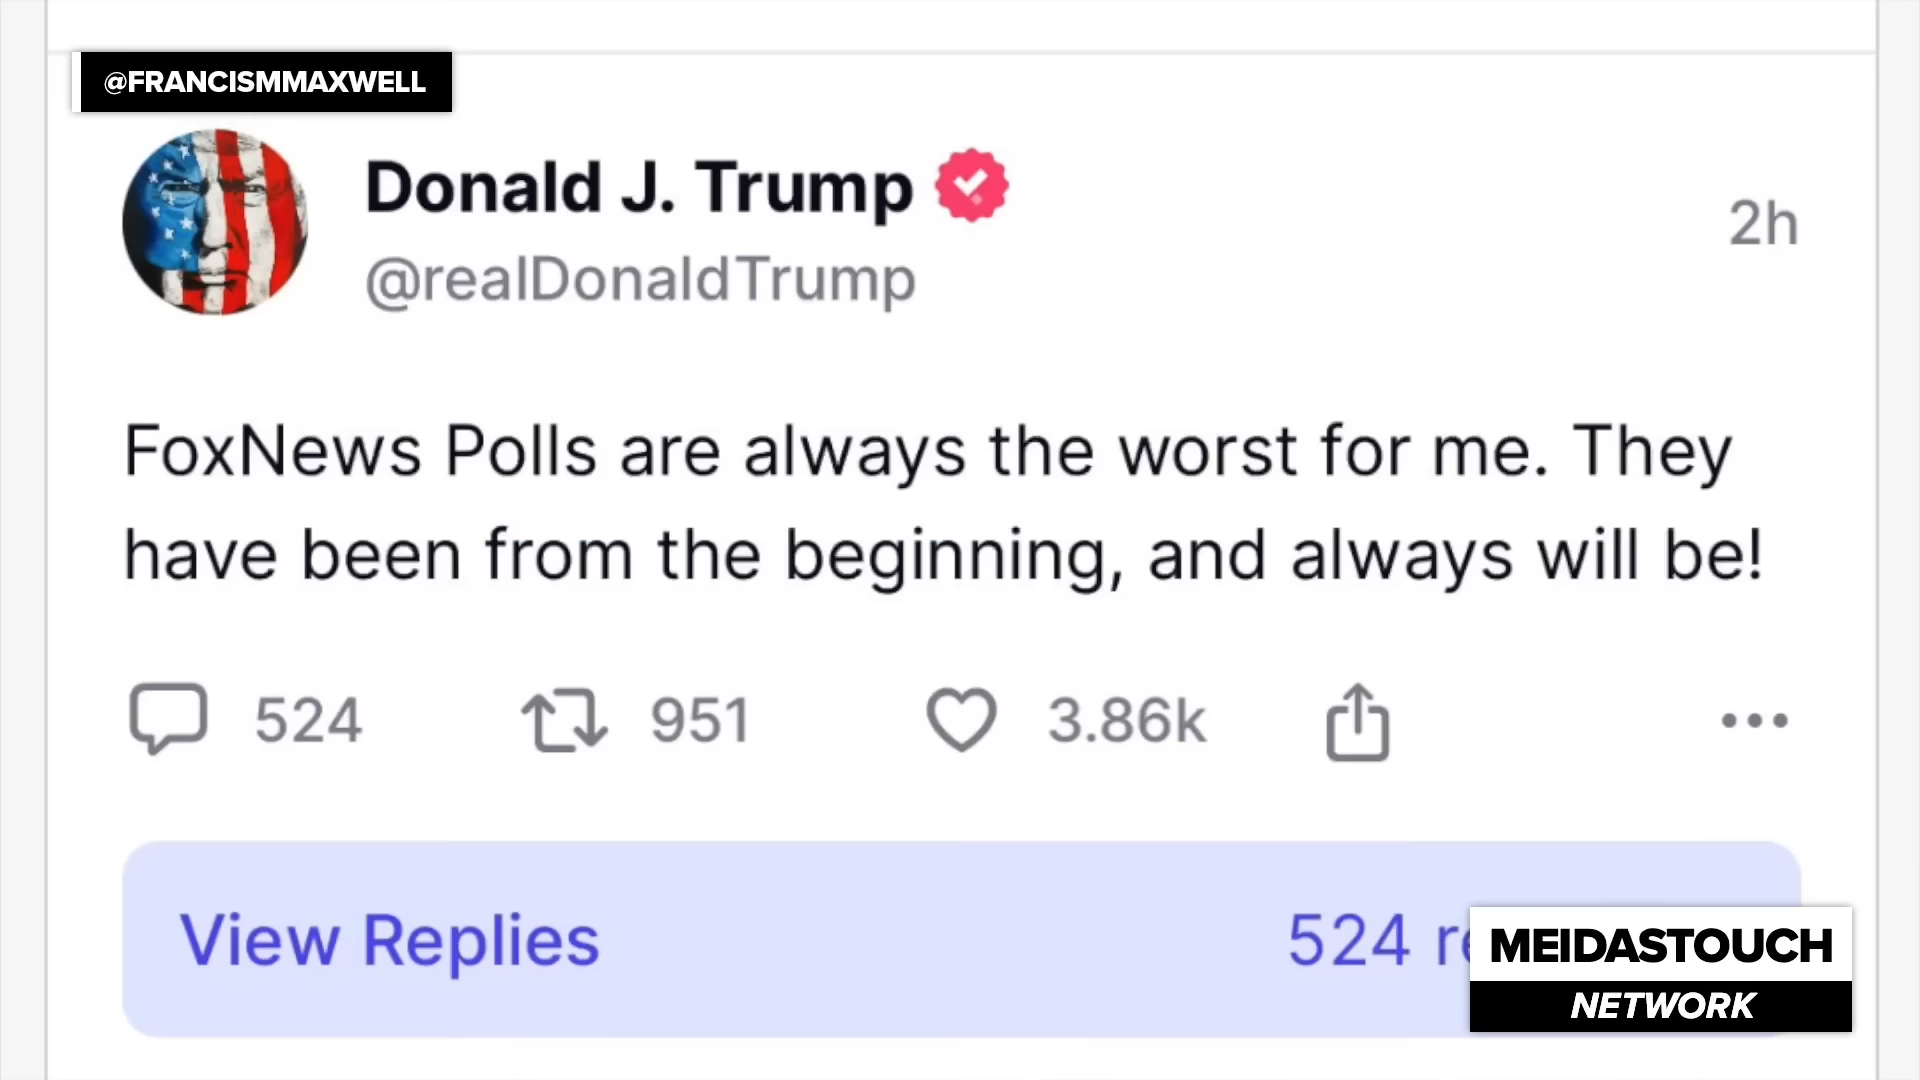 @FRANCISMMAXWELL
Donald J. Trump
@realDonaldTrump
2h
FoxNews Polls are always the worst for me. They
have been from the beginning, and always will be!
524 951 3.86k
View Replies 524
MEIDASTOUCH
NETWORK